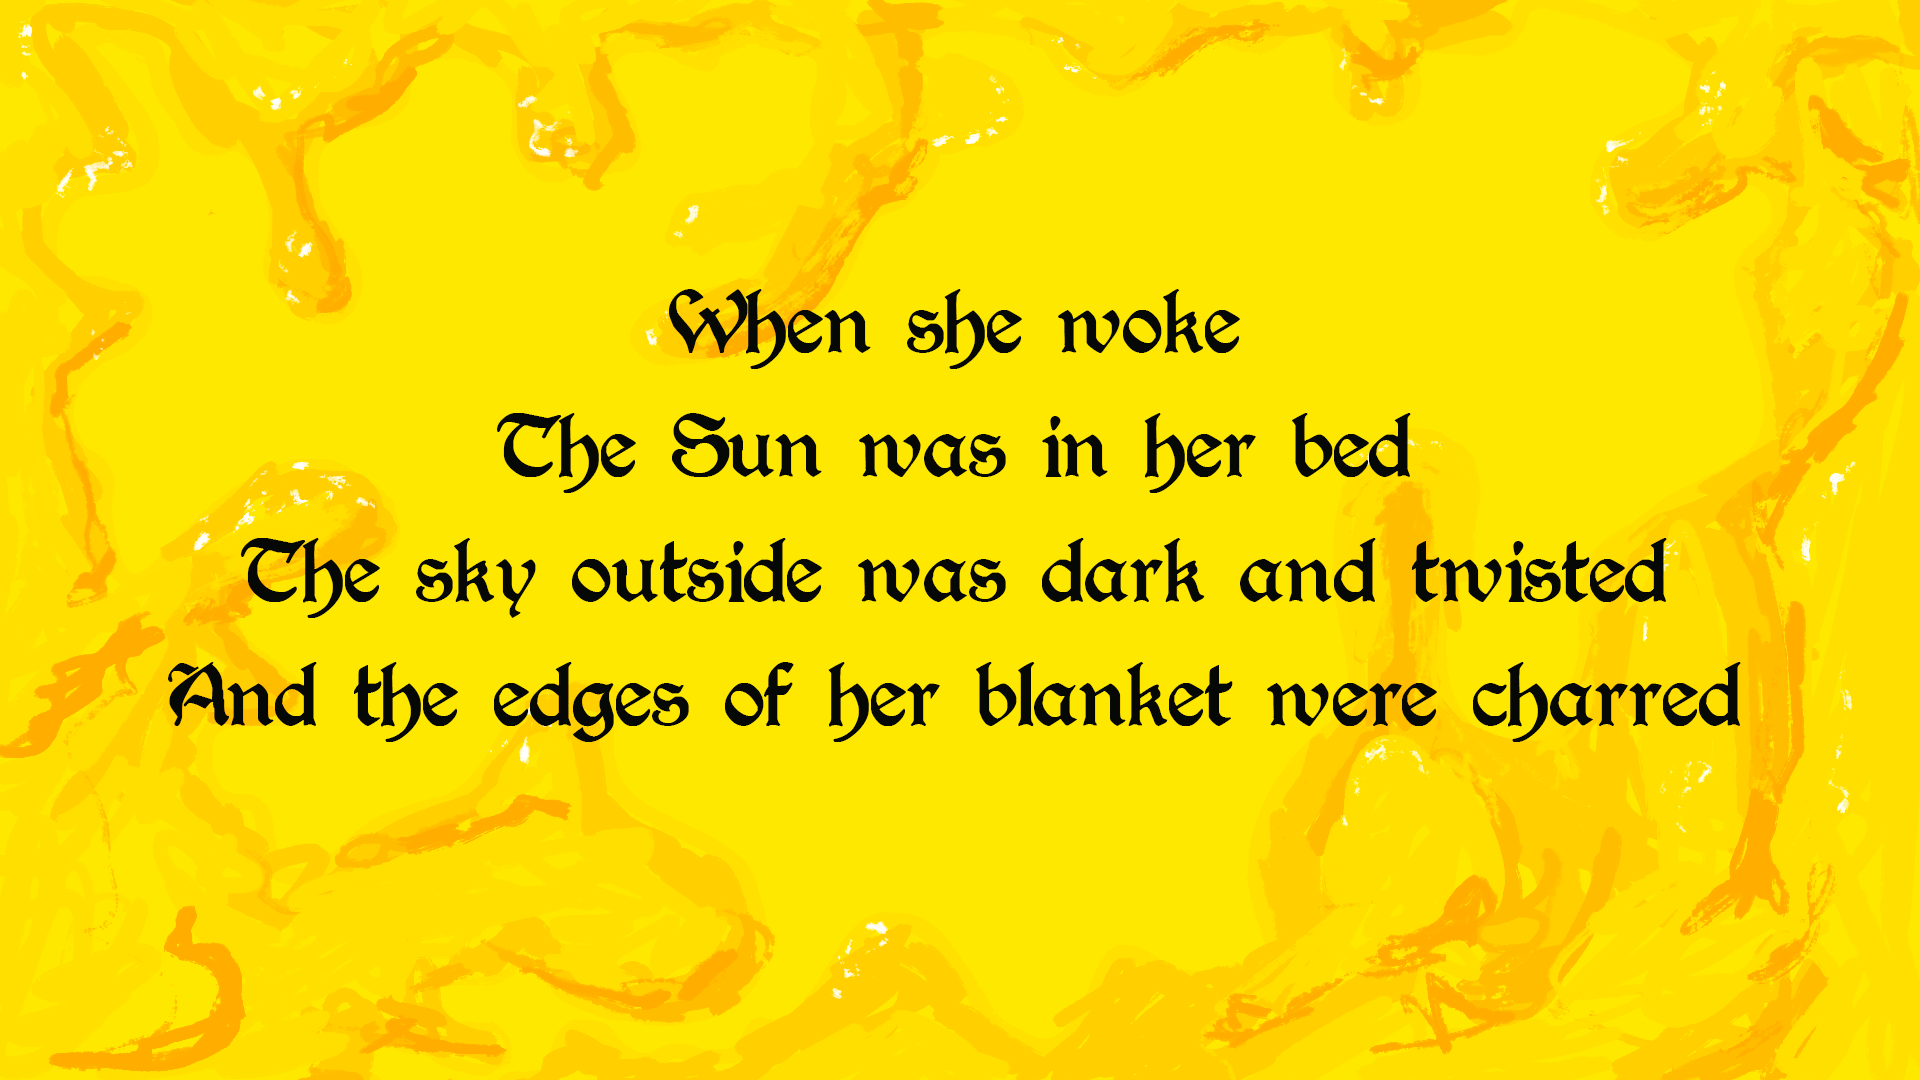 When she woke
The Sun was in her bed
The sky outside was dark and twisted
And the edges of her blanket were charred